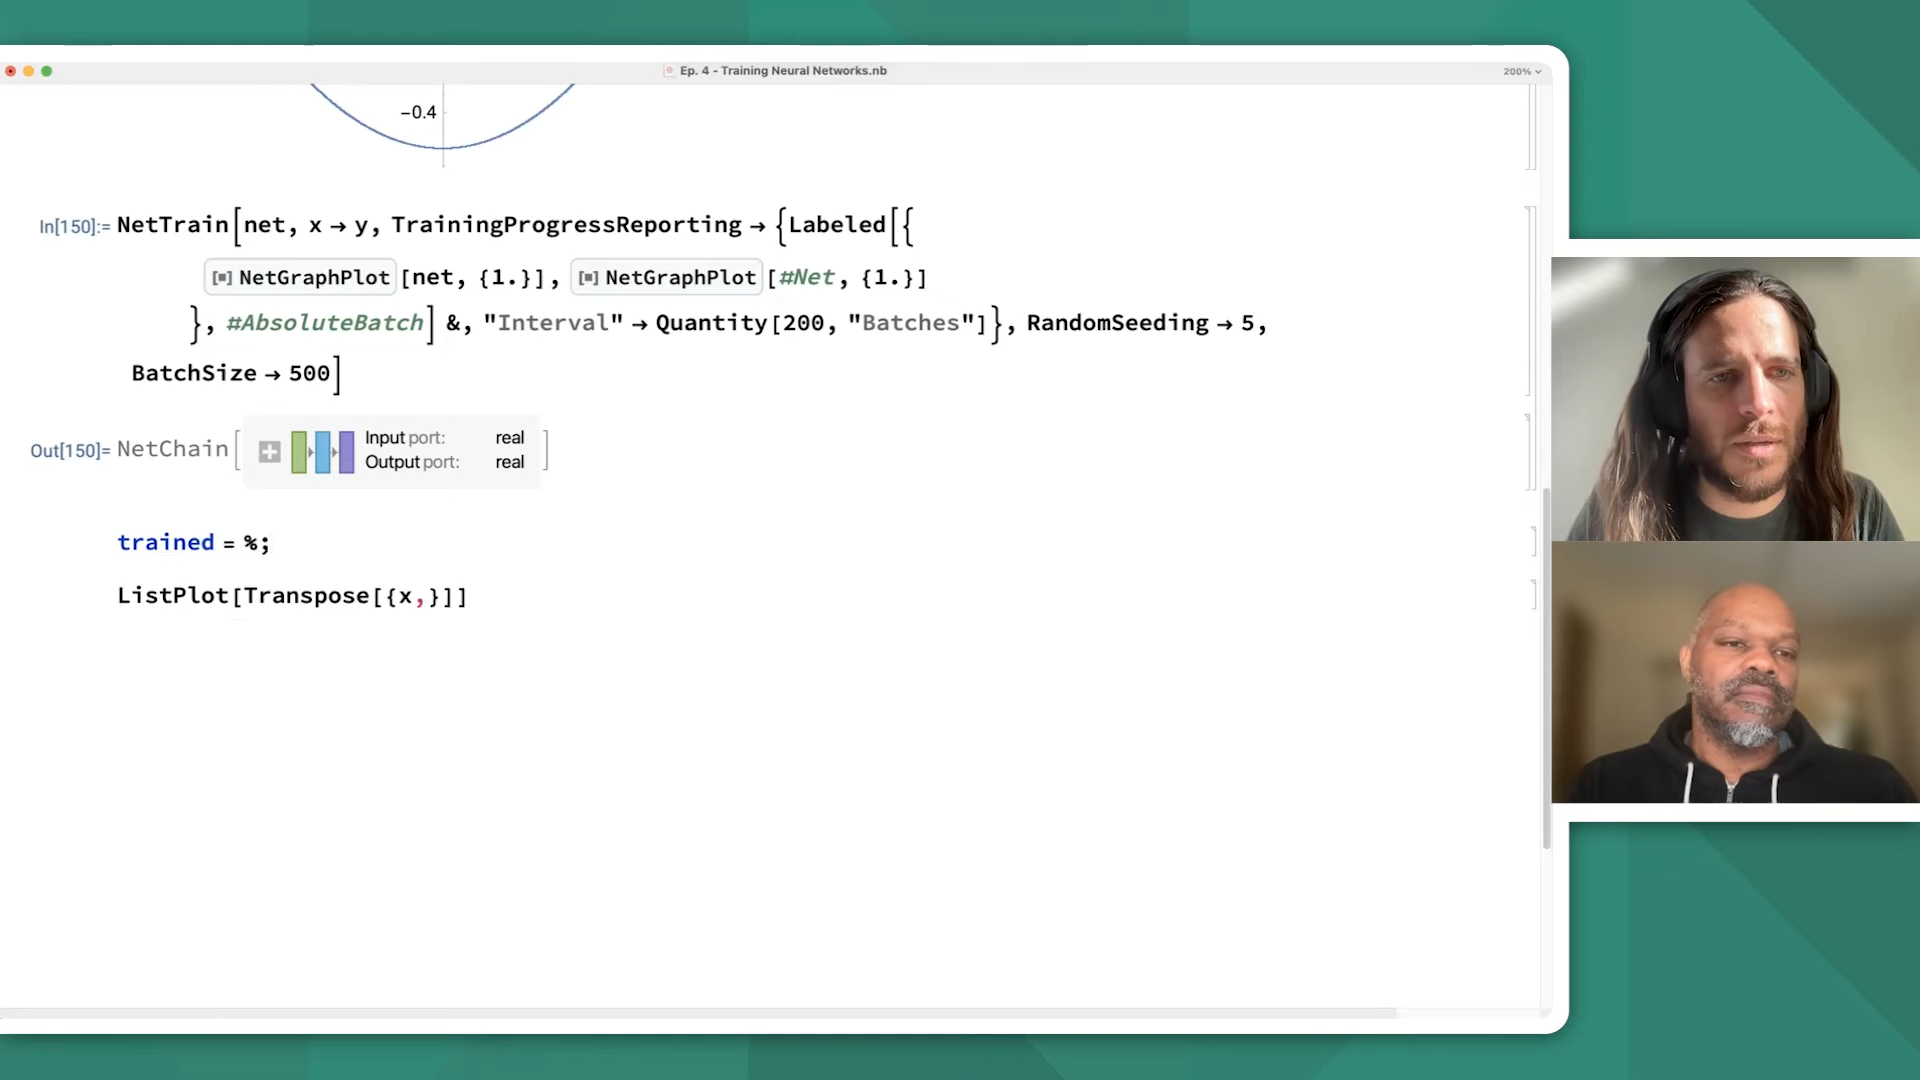 Ep. 4 - Training Neural Networks.nb
200%
−0.4
In[150]:= NetTrain[net, x → y, TrainingProgressReporting → {Labeled[{
NetGraphPlot [net, {1.}], NetGraphPlot [#Net, {1.}]
}, #AbsoluteBatch] &, "Interval" → Quantity[200, "Batches"]}, RandomSeeding → 5,
BatchSize → 500]
Out[150]= NetChain[ Input port: real
Output port: real ]
trained = %;
ListPlot[Transpose[{x,}]]